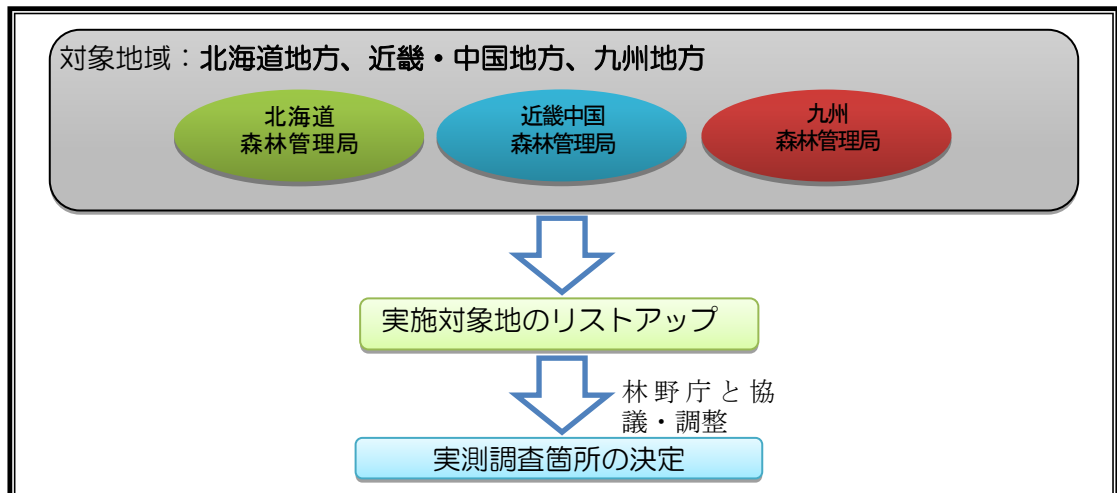 対象地域：北海道地方、近畿・中国地方、九州地方
北海道
森林管理局
近畿中国
森林管理局
九州
森林管理局
実施対象地のリストアップ
林野庁と協
議・調整
実測調査箇所の決定